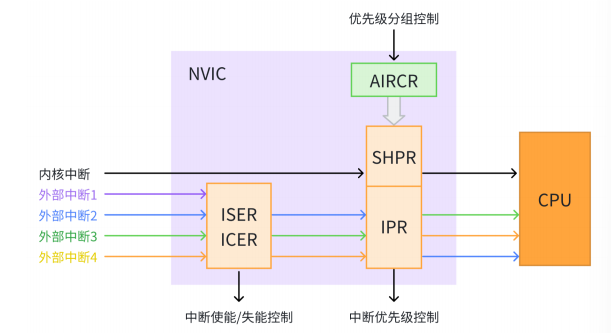 优先级分组控制
NVIC
AIRCR
SHPR
内核中断
外部中断1
外部中断2
外部中断3
外部中断4
ISER
ICER
IPR
CPU
中断使能/失能控制
中断优先级控制